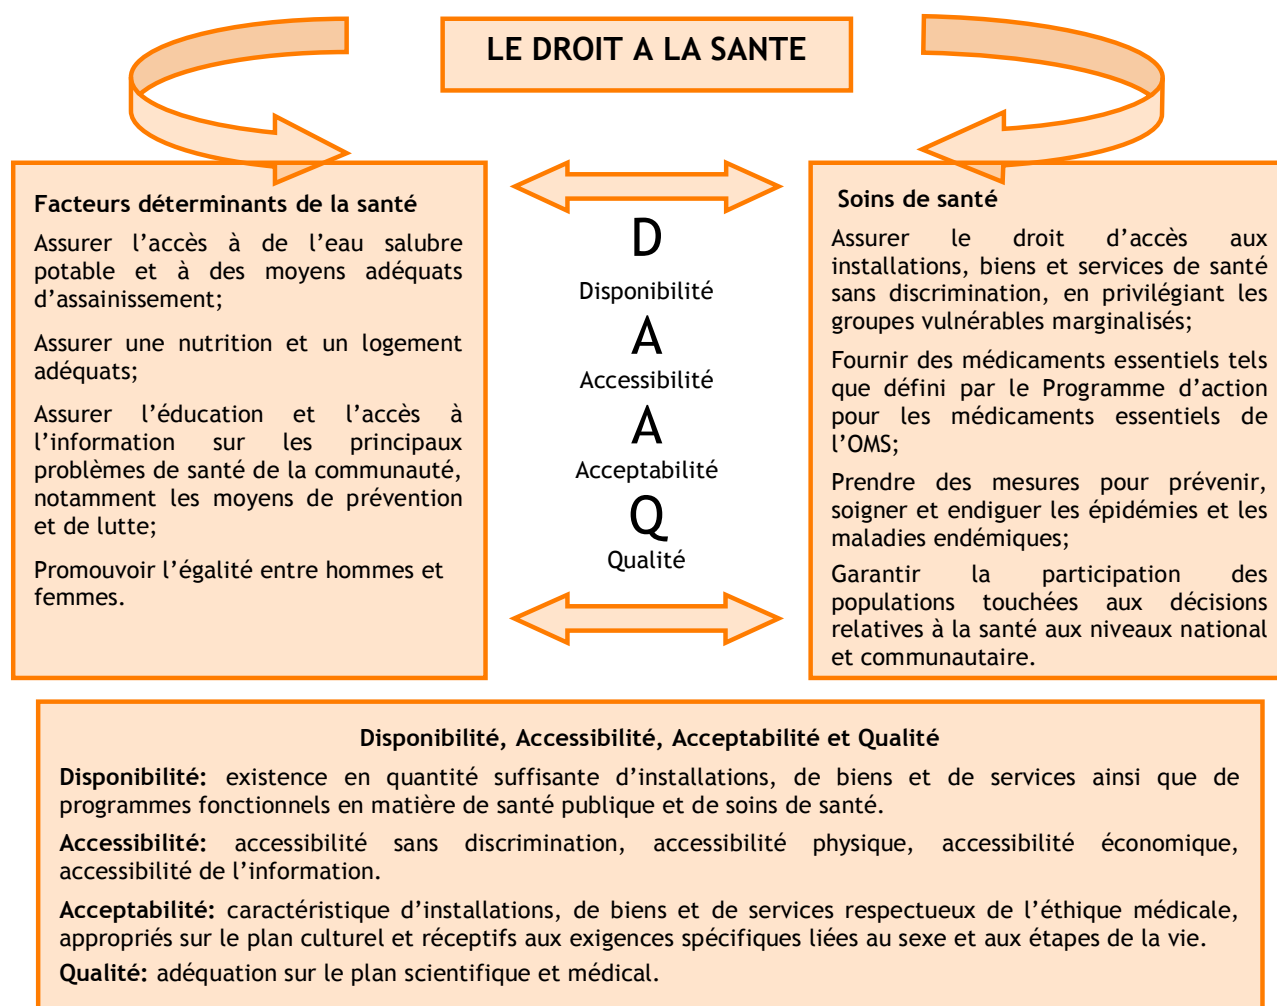 LE DROIT A LA SANTE
Facteurs déterminants de la santé
Assurer l’accès à de l’eau salubre
potable et à des moyens adéquats
d’assainissement;
Assurer une nutrition et un logement
adéquats;
Assurer l’éducation et l’accès à
l’information sur les principaux
problèmes de santé de la communauté,
notamment les moyens de prévention
et de lutte;
Promouvoir l’égalité entre hommes et
femmes.
D
Disponibilité
A
Accessibilité
A
Acceptabilité
Q
Qualité
Soins de santé
Assurer le droit d’accès aux
installations, biens et services de santé
sans discrimination, en privilégiant les
groupes vulnérables marginalisés;
Fournir des médicaments essentiels tels
que défini par le Programme d’action
pour les médicaments essentiels de
l’OMS;
Prendre des mesures pour prévenir,
soigner et endiguer les épidémies et les
maladies endémiques;
Garantir la participation des
populations touchées aux décisions
relatives à la santé aux niveaux national
et communautaire.
Disponibilité, Accessibilité, Acceptabilité et Qualité
Disponibilité: existence en quantité suffisante d’installations, de biens et de services ainsi que de
programmes fonctionnels en matière de santé publique et de soins de santé.
Accessibilité: accessibilité sans discrimination, accessibilité physique, accessibilité économique,
accessibilité de l’information.
Acceptabilité: caractéristique d’installations, de biens et de services respectueux de l’éthique médicale,
appropriés sur le plan culturel et réceptifs aux exigences spécifiques liées au sexe et aux étapes de la vie.
Qualité: adéquation sur le plan scientifique et médical.